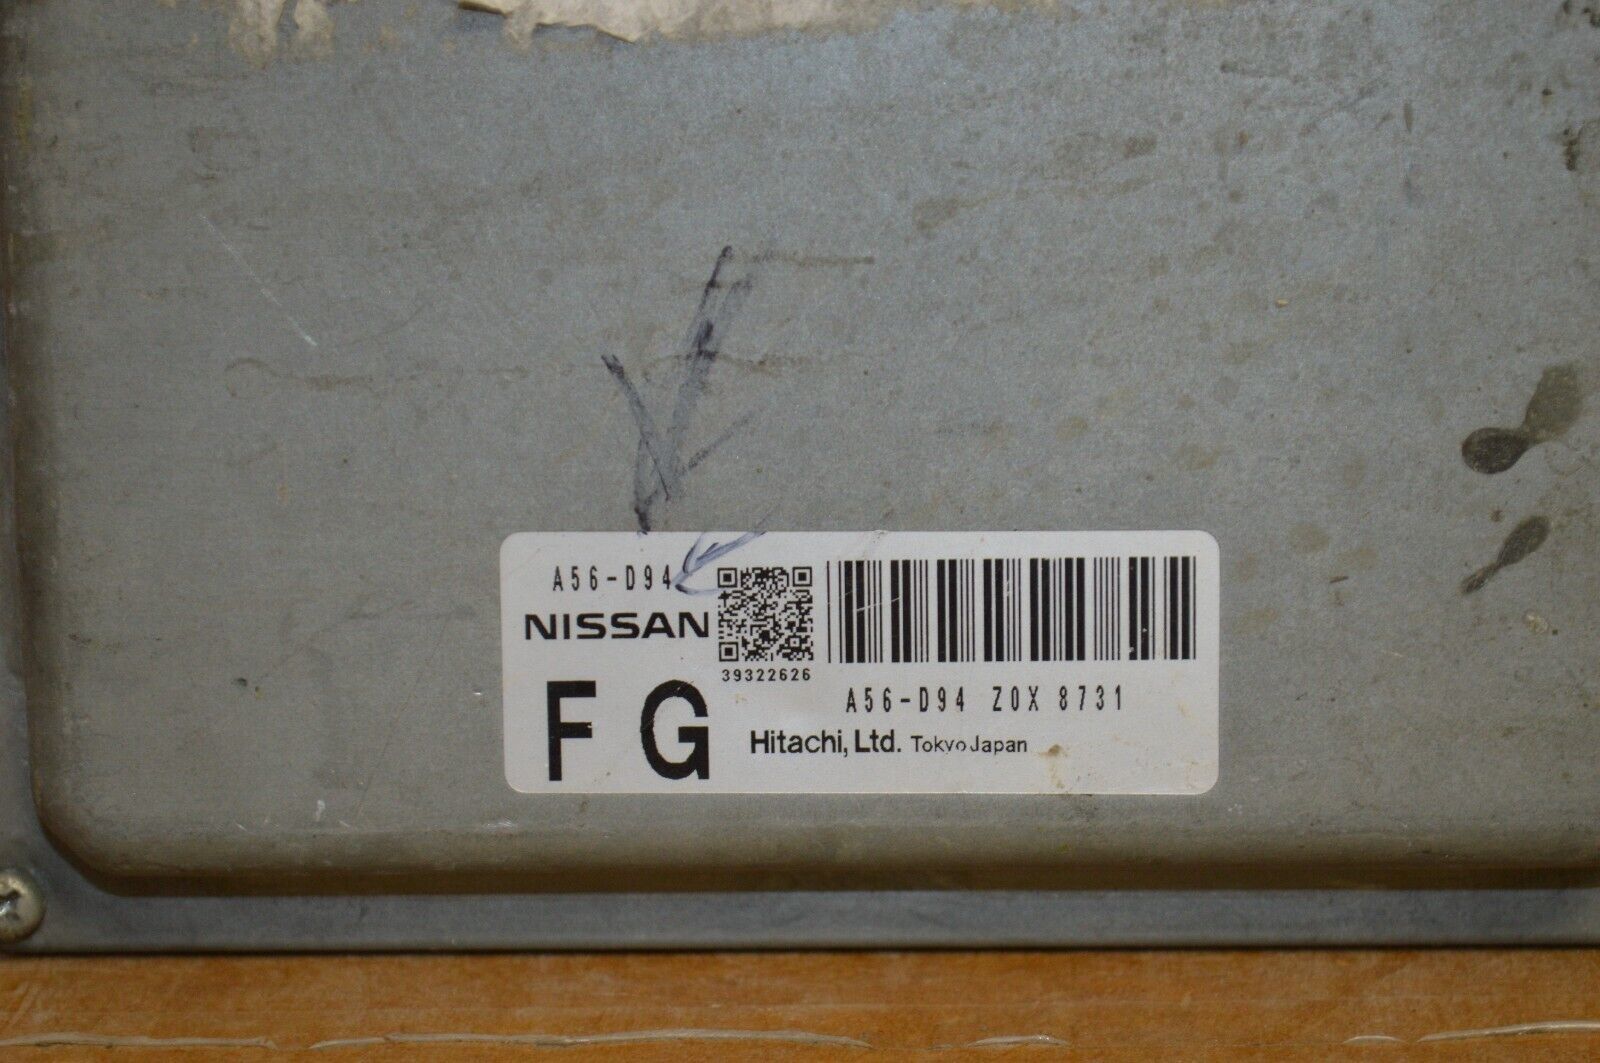 A56-D94
NISSAN
39322626
F G
A56-D94 Z0X 8731
Hitachi, Ltd. Tokyo Japan